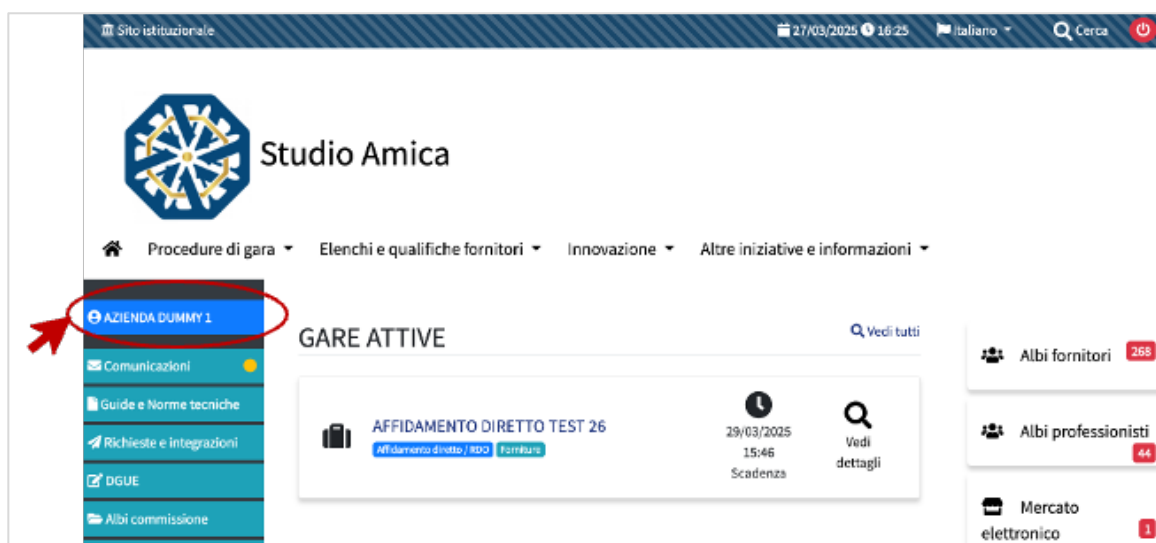 Sito istituzionale
27/03/2025 16:25
Italiano
Cerca
Studio Amica
Procedure di gara
Elenchi e qualifiche fornitori
Innovazione
Altre iniziative e informazioni
AZIENDA DUMMY 1
Comunicazioni
Guide e Norme tecniche
Richieste e integrazioni
DGUE
Albi commissione
GARE ATTIVE
Vedi tutti
AFFIDAMENTO DIRETTO TEST 26
Affidamento diretto / RDO
Forniture
29/03/2025
15:46
Scadenza
Vedi
dettagli
Albi fornitori 268
Albi professionisti
44
Mercato
elettronico 1